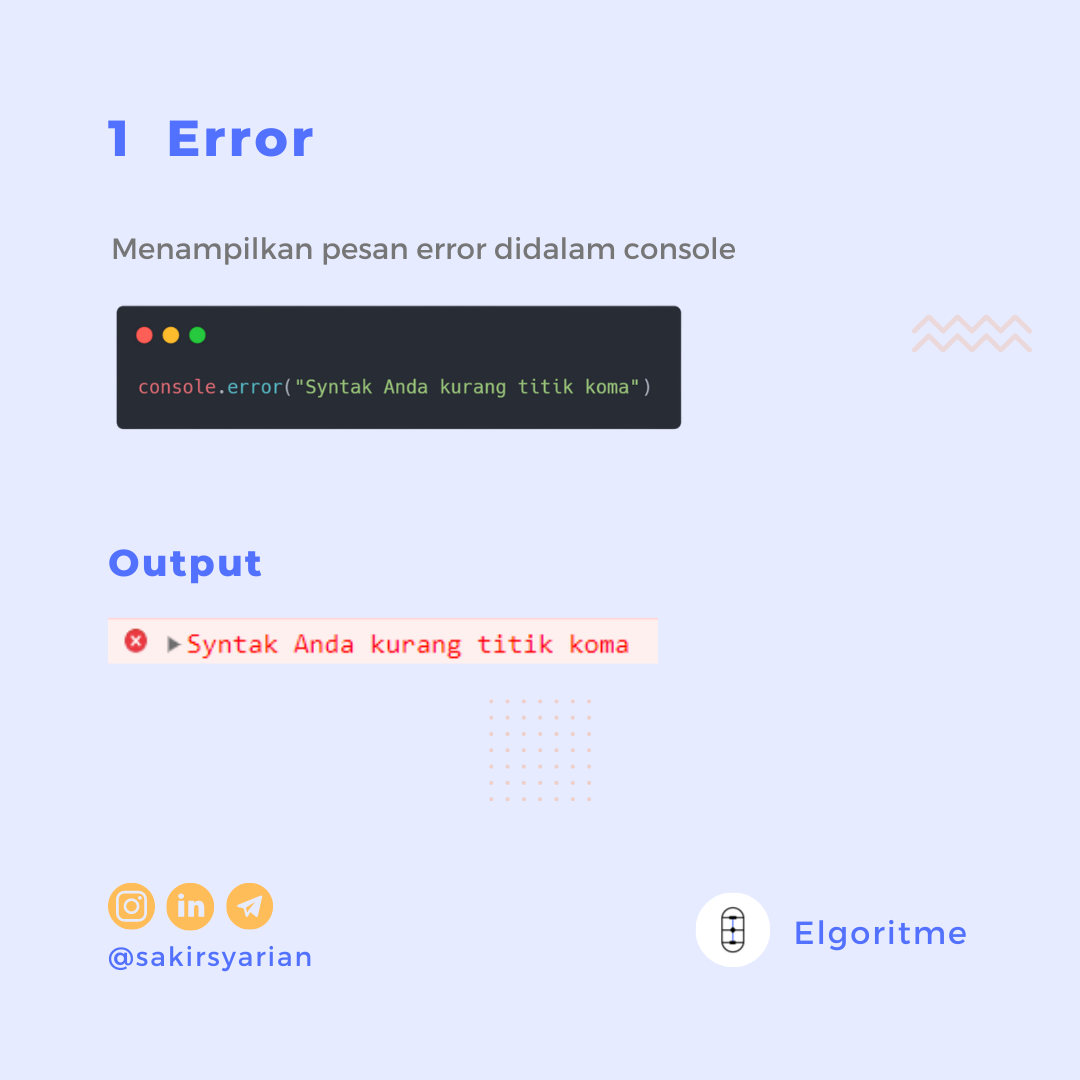 1 Error
Menampilkan pesan error didalam console
console.error("Syntak Anda kurang titik koma")
Output
Syntak Anda kurang titik koma
@sakirsyarian
Elgoritme